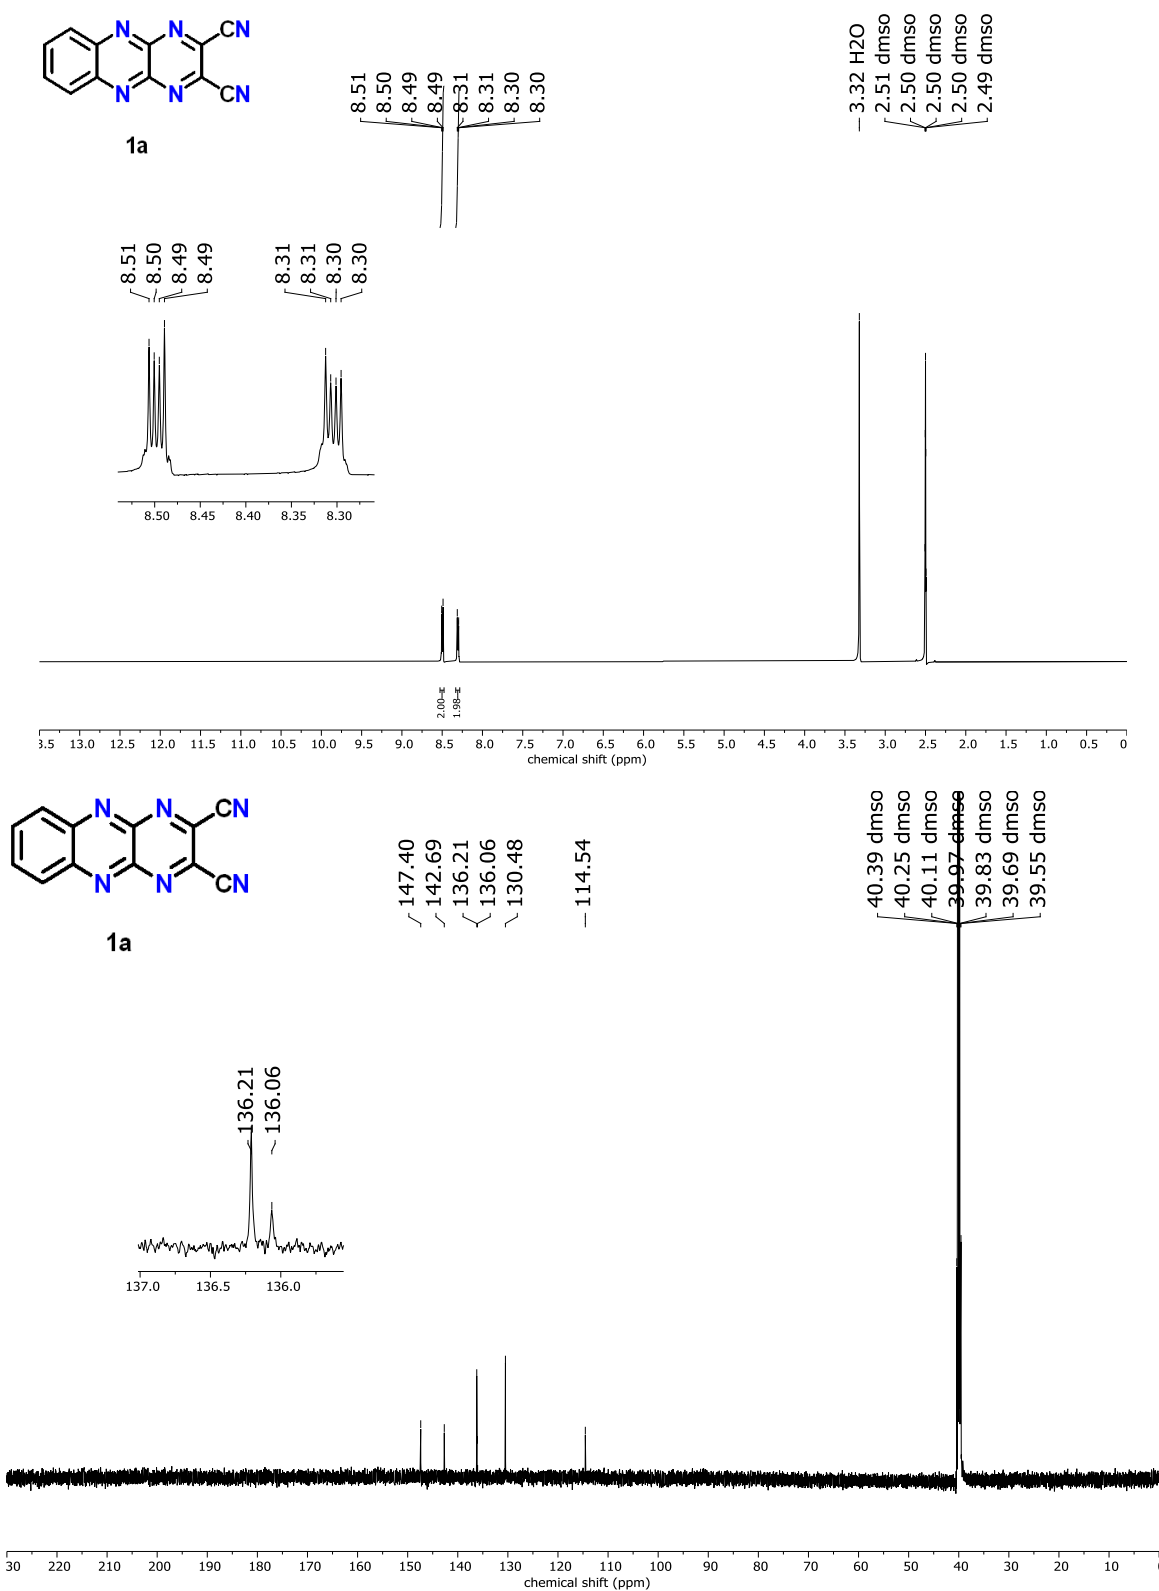 N N CN
N N CN
1a
8.51
8.50
8.49
8.49
8.31
8.31
8.30
8.30
3.32 H2O
2.51 dmso
2.50 dmso
2.50 dmso
2.50 dmso
2.49 dmso
8.51
8.50
8.49
8.49
8.31
8.31
8.30
8.30
8.50 8.45 8.40 8.35 8.30
2.00
1.98
3.5 13.0 12.5 12.0 11.5 11.0 10.5 10.0 9.5 9.0 8.5 8.0 7.5 7.0 6.5 6.0 5.5 5.0 4.5 4.0 3.5 3.0 2.5 2.0 1.5 1.0 0.5 0
chemical shift (ppm)
N N CN
N N CN
1a
147.40
142.69
136.21
136.06
130.48
114.54
40.39 dmso
40.25 dmso
40.11 dmso
39.97 dmso
39.83 dmso
39.69 dmso
39.55 dmso
136.21
136.06
137.0 136.5 136.0
30 220 210 200 190 180 170 160 150 140 130 120 110 100 90 80 70 60 50 40 30 20 10
chemical shift (ppm)